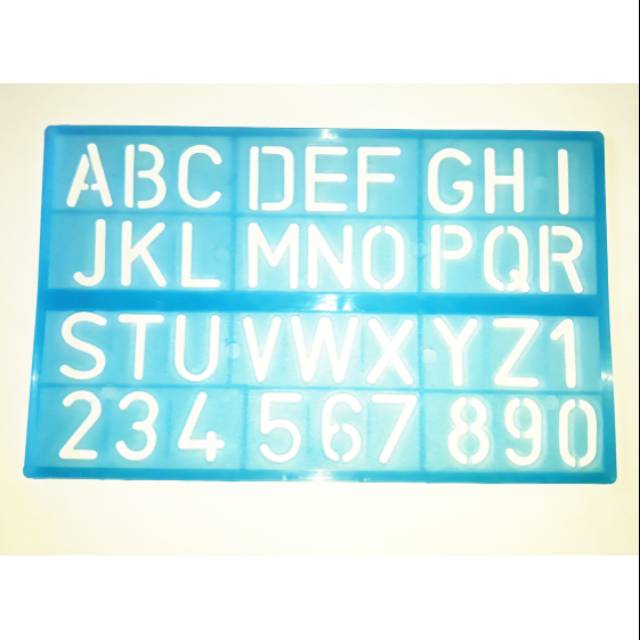 ABC DEF GHI
JKL MNO PQR
STU VWX YZ1
234 567 890